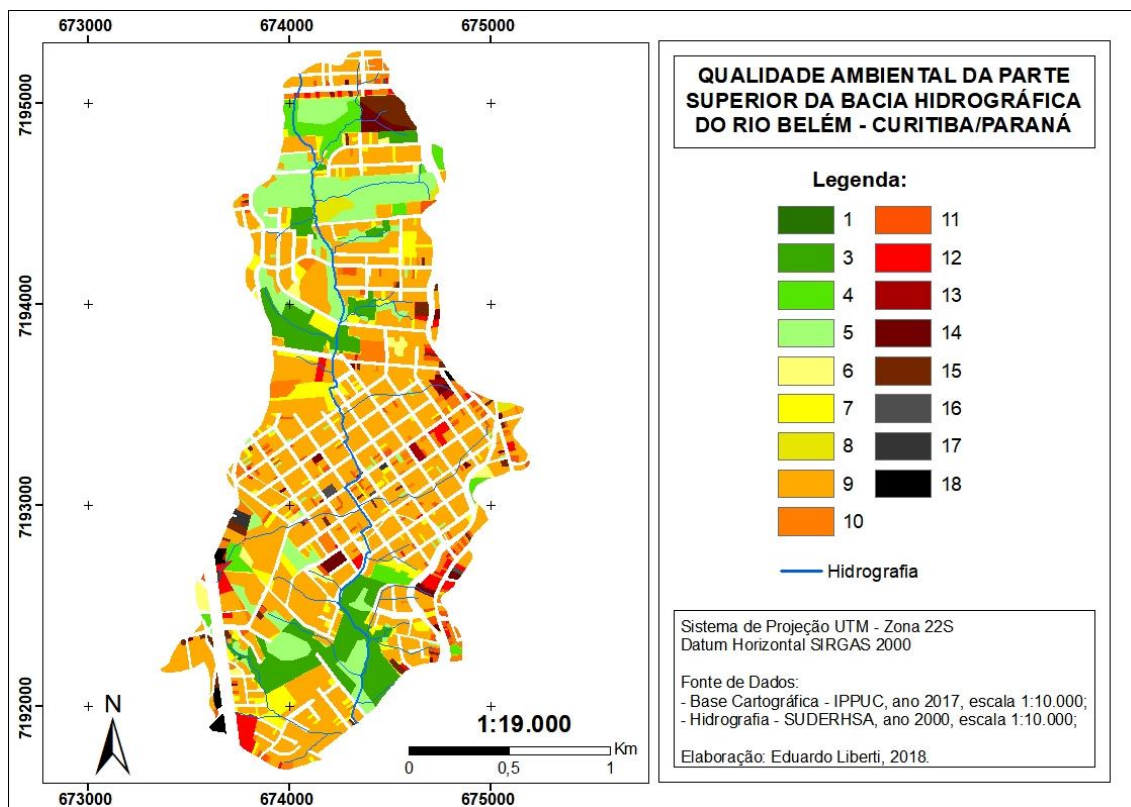 673000 674000 675000
7195000
7194000
7193000
7192000
N
1:19.000
Km
0 0,5 1
673000 674000 675000
QUALIDADE AMBIENTAL DA PARTE
SUPERIOR DA BACIA HIDROGRÁFICA
DO RIO BELÉM - CURITIBA/PARANÁ
Legenda:
1 11
3 12
4 13
5 14
6 15
7 16
8 17
9 18
10
Hidrografia
Sistema de Projeção UTM - Zona 22S
Datum Horizontal SIRGAS 2000
Fonte de Dados:
- Base Cartográfica - IPPUC, ano 2017, escala 1:10.000;
- Hidrografia - SUDERHSA, ano 2000, escala 1:10.000;
Elaboração: Eduardo Liberti, 2018.